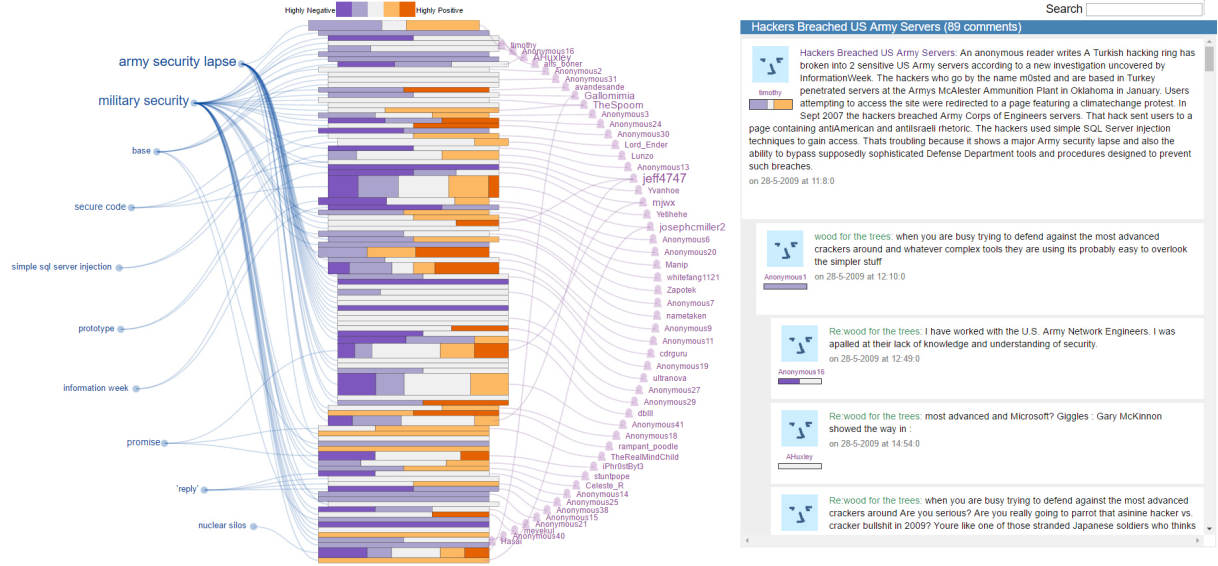 Highly Negative
Highly Positive
army security lapse
military security
base
secure code
simple sql server injection
prototype
information week
promise
'reply'
nuclear silos
timothy
Anonymous16
AHuxley
alfs_boner
Anonymous2
Anonymous31
avandesande
Gallomimia
TheSpoom
Anonymous3
Anonymous24
Anonymous30
Lord_Ender
Lunzo
Anonymous13
jeff4747
Yvanhoe
mjwx
Yetihehe
josephcmiller2
Anonymous6
Anonymous20
Manip
whitefang1121
Zapotek
Anonymous7
nametaken
Anonymous9
Anonymous11
cdrguru
Anonymous19
ultranova
Anonymous27
Anonymous29
dbill
Anonymous41
Anonymous18
rampant_poodle
TheRealMindChild
iPhr0stByt3
stuntpope
Celeste_R
Anonymous14
Anonymous25
Anonymous38
Anonymous15
Anonymous21
mevekul
Anonymous40
Hasai
Search
Hackers Breached US Army Servers (89 comments)
timothy
Hackers Breached US Army Servers: An anonymous reader writes A Turkish hacking ring has
broken into 2 sensitive US Army servers according to a new investigation uncovered by
InformationWeek. The hackers who go by the name m0sted and are based in Turkey
penetrated servers at the Armys McAlester Ammunition Plant in Oklahoma in January. Users
attempting to access the site were redirected to a page featuring a climatechange protest. In
Sept 2007 the hackers breached Army Corps of Engineers servers. That hack sent users to a
page containing antiAmerican and antiIsraeli rhetoric. The hackers used simple SQL Server injection
techniques to gain access. Thats troubling because it shows a major Army security lapse and also the
ability to bypass supposedly sophisticated Defense Department tools and procedures designed to prevent
such breaches.
on 28-5-2009 at 11:8:0
Anonymous1
wood for the trees: when you are busy trying to defend against the most advanced
crackers around and whatever complex tools they are using its probably easy to overlook
the simpler stuff
on 28-5-2009 at 12:10:0
Anonymous16
Re:wood for the trees: I have worked with the U.S. Army Network Engineers. I was
apalled at their lack of knowledge and understanding of security.
on 28-5-2009 at 12:49:0
AHuxley
Re:wood for the trees: most advanced and Microsoft? Giggles : Gary McKinnon
showed the way in :
on 28-5-2009 at 14:54:0
Re:wood for the trees: when you are busy trying to defend against the most advanced
crackers around Are you serious? Are you really going to parrot that asinine hacker vs.
cracker bullshit in 2009? Youre like one of those stranded Japanese soldiers who thinks